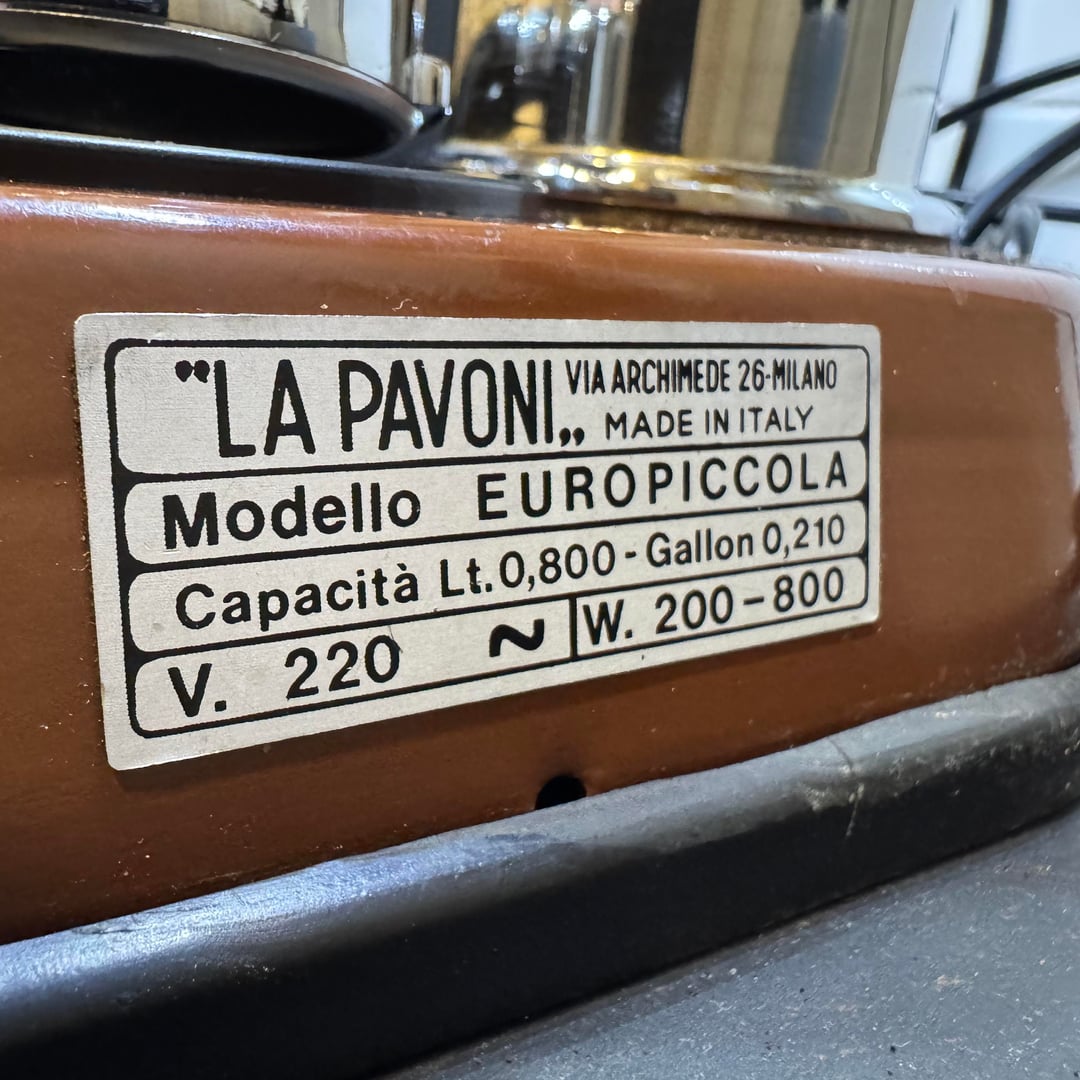 "LA PAVONI„ VIA ARCHIMEDE 26-MILANO
MADE IN ITALY
Modello EUROPICCOLA
Capacità Lt. 0,800 - Gallon 0,210
V. 220 ~ W. 200-800